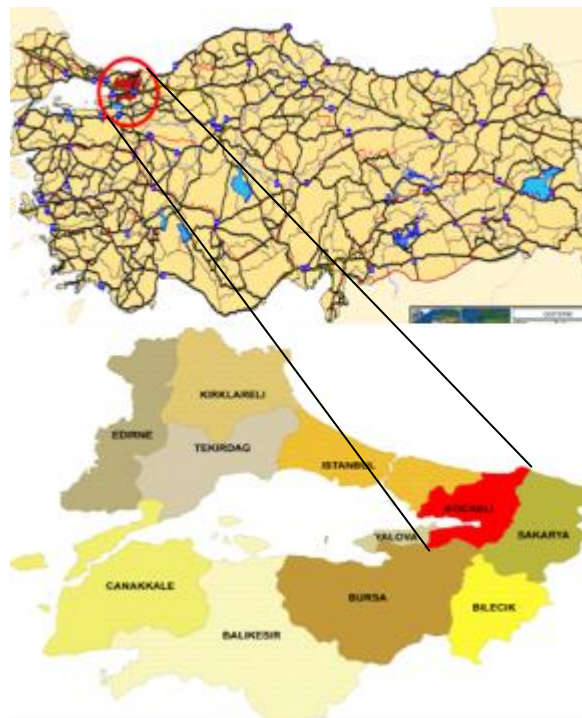 KIRKLARELI
EDIRNE
TEKIRDAG
ISTANBUL
KOCAELI
YALOVA
SAKARYA
CANAKKALE
BURSA
BILECIK
BALIKESIR